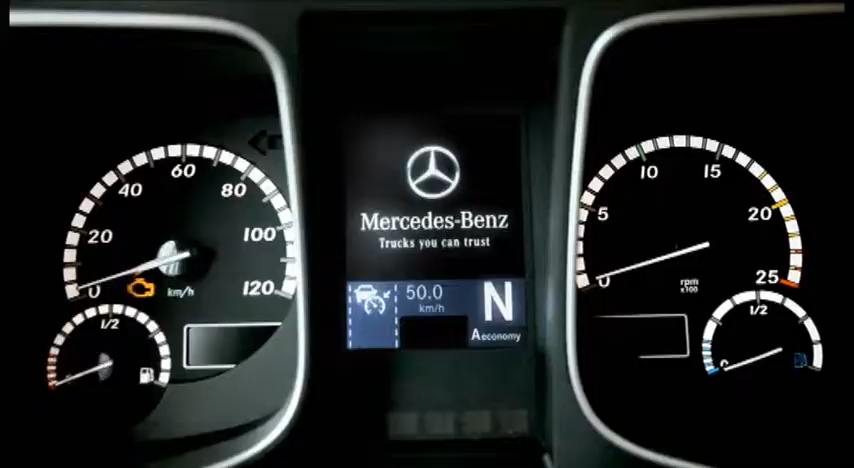 60
40
80
20
100
0
120
km/h
1/2
Mercedes-Benz
Trucks you can trust
50.0
km/h
N
A economy
10
15
5
20
0
25
rpm
x100
1/2